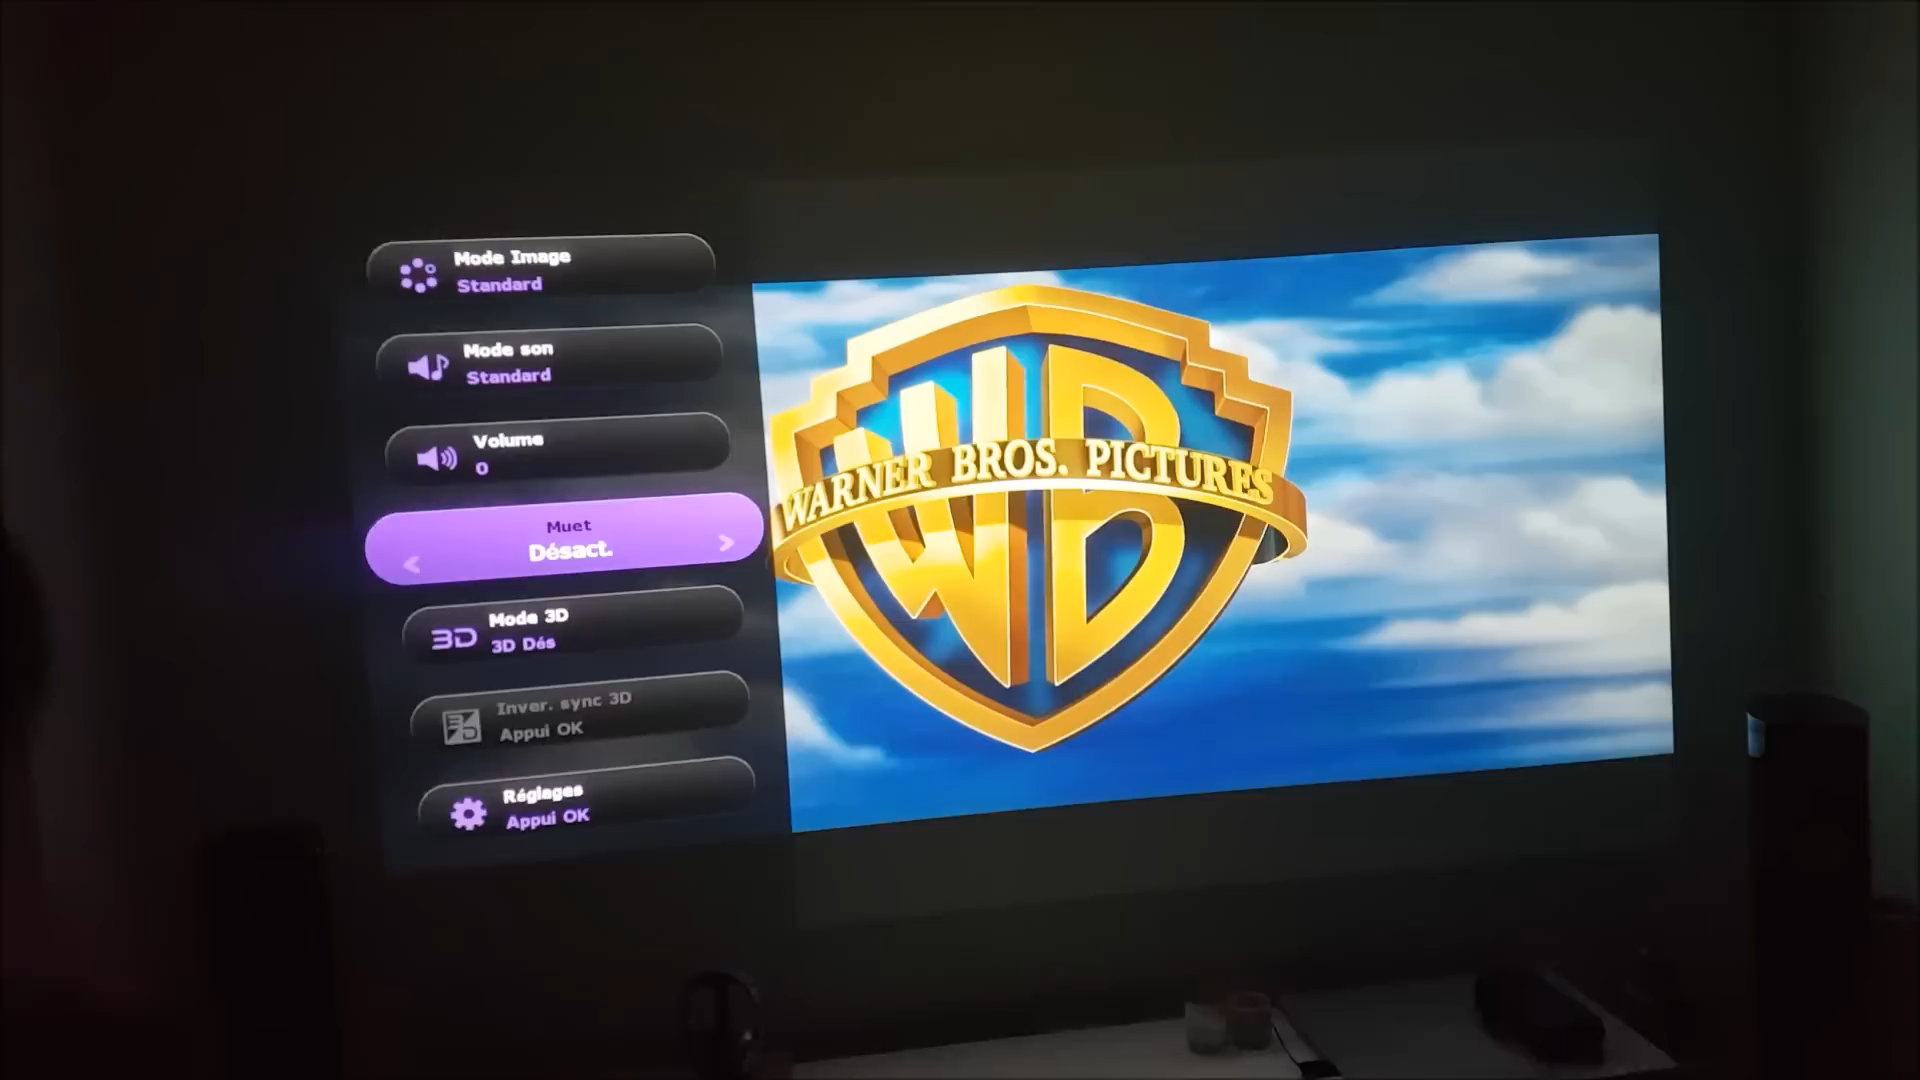 Mode Image
Standard
Mode son
Standard
Volume
0
Muet
< Désact. >
3D
Mode 3D
3D Dés
Inver. sync 3D
Appui OK
Réglages
Appui OK
WB
WARNER BROS. PICTURES